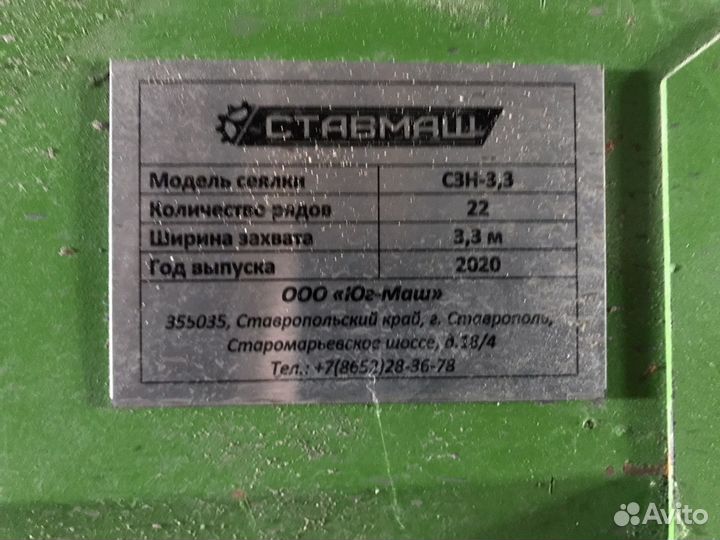 СТАВМАШ
Модель сеялки СЗН-3,3
Количество рядов 22
Ширина захвата 3,3 м
Год выпуска 2020
ООО «Юг-Маш»
355035, Ставропольский край, г. Ставрополь,
Старомарьевское шоссе, д.18/4
Тел.: +7(8652)28-36-78
Avito